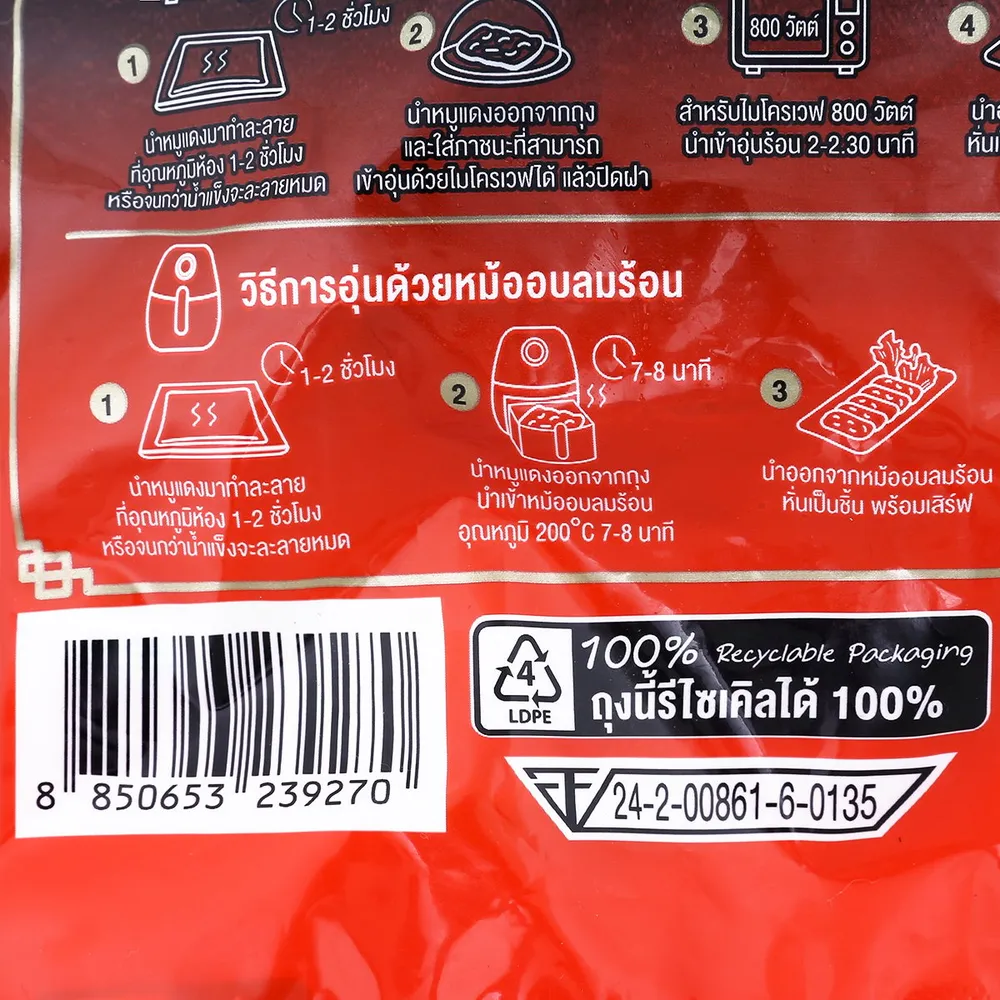 1-2 ชั่วโมง
1
2
3
800 วัตต์
4
นำหมูแดงมาทำละลาย
ที่อุณหภูมิห้อง 1-2 ชั่วโมง
หรือจนกว่าน้ำแข็งจะละลายหมด
นำหมูแดงออกจากถุง
และใส่ภาชนะที่สามารถ
เข้าอุ่นด้วยไมโครเวฟได้ แล้วปิดฝา
สำหรับไมโครเวฟ 800 วัตต์
นำเข้าอุ่นร้อน 2-2.30 นาที
วิธีการอุ่นด้วยหม้ออบลมร้อน
1
1-2 ชั่วโมง
2
7-8 นาที
3
นำหมูแดงมาทำละลาย
ที่อุณหภูมิห้อง 1-2 ชั่วโมง
หรือจนกว่าน้ำแข็งจะละลายหมด
นำหมูแดงออกจากถุง
นำเข้าหม้ออบลมร้อน
อุณหภูมิ 200°C 7-8 นาที
นำออกจากหม้ออบลมร้อน
หั่นเป็นชิ้น พร้อมเสิร์ฟ
8 850653 239270
4
LDPE
100% Recyclable Packaging
ถุงนี้รีไซเคิลได้ 100%
24-2-00861-6-0135